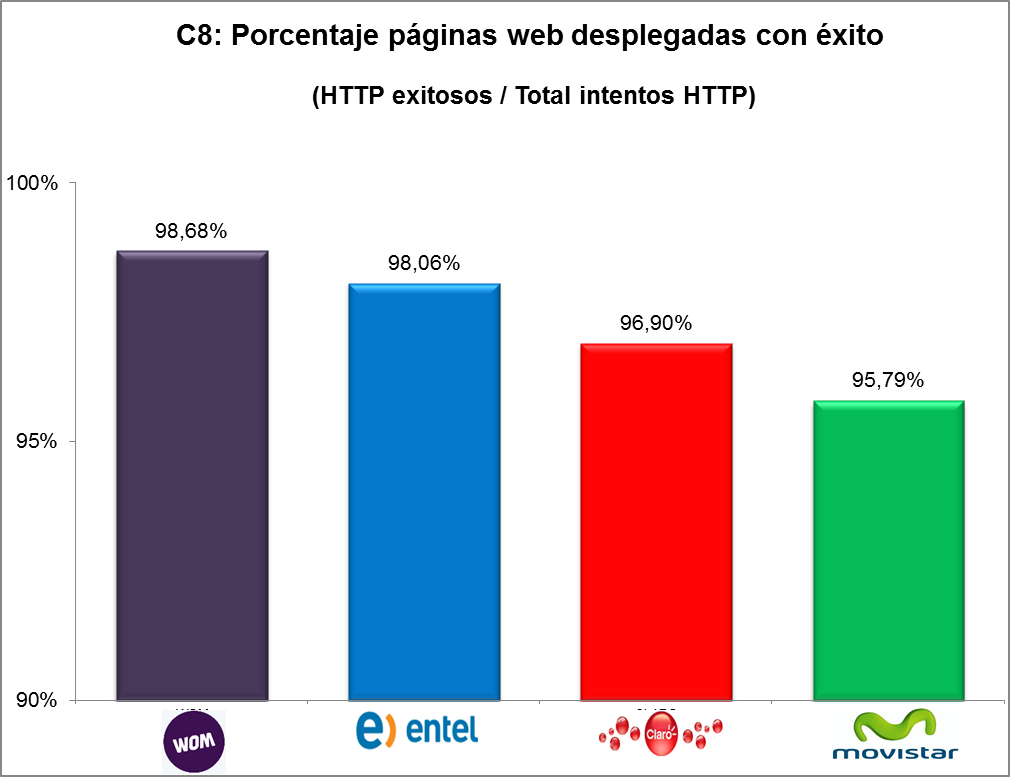 C8: Porcentaje páginas web desplegadas con éxito
(HTTP exitosos / Total intentos HTTP)
100%
98,68%
98,06%
96,90%
95,79%
95%
90%
WOM
entel
Claro
movistar